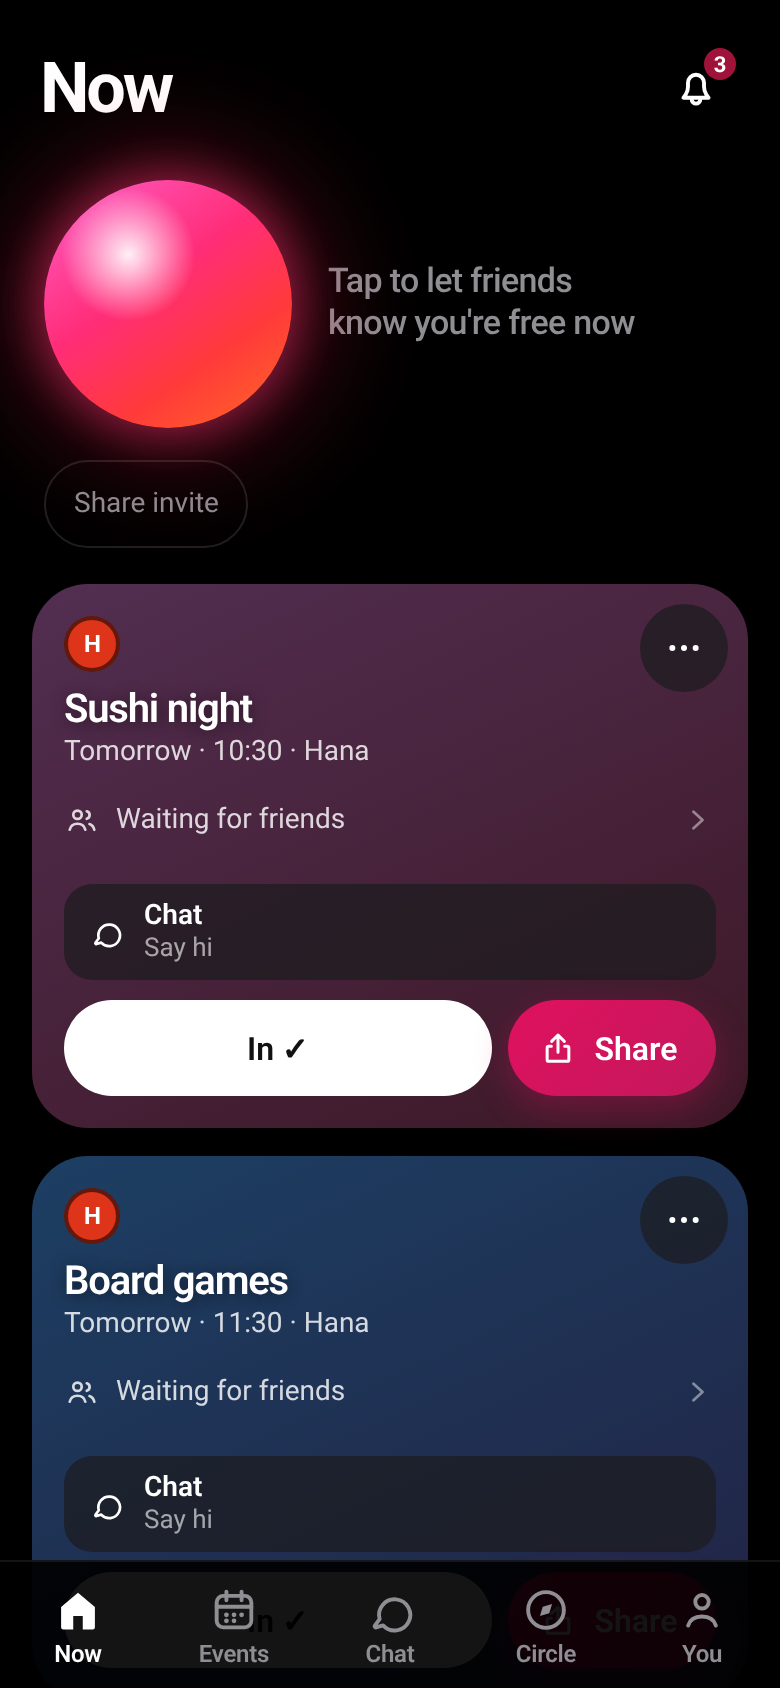 Now
3
Tap to let friends
know you're free now
Share invite
H
Sushi night
Tomorrow · 10:30 · Hana
Waiting for friends
Chat
Say hi
In ✓
Share
H
Board games
Tomorrow · 11:30 · Hana
Waiting for friends
Chat
Say hi
In ✓
Share
Now
Events
Chat
Circle
You